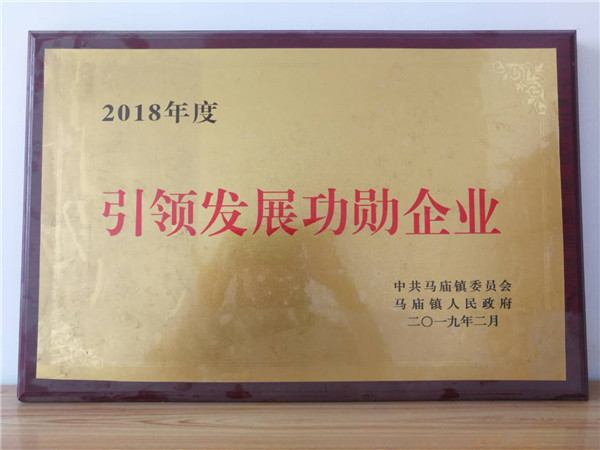 2018年度
引领发展功勋企业
中共马庙镇委员会
马庙镇人民政府
二〇一九年二月